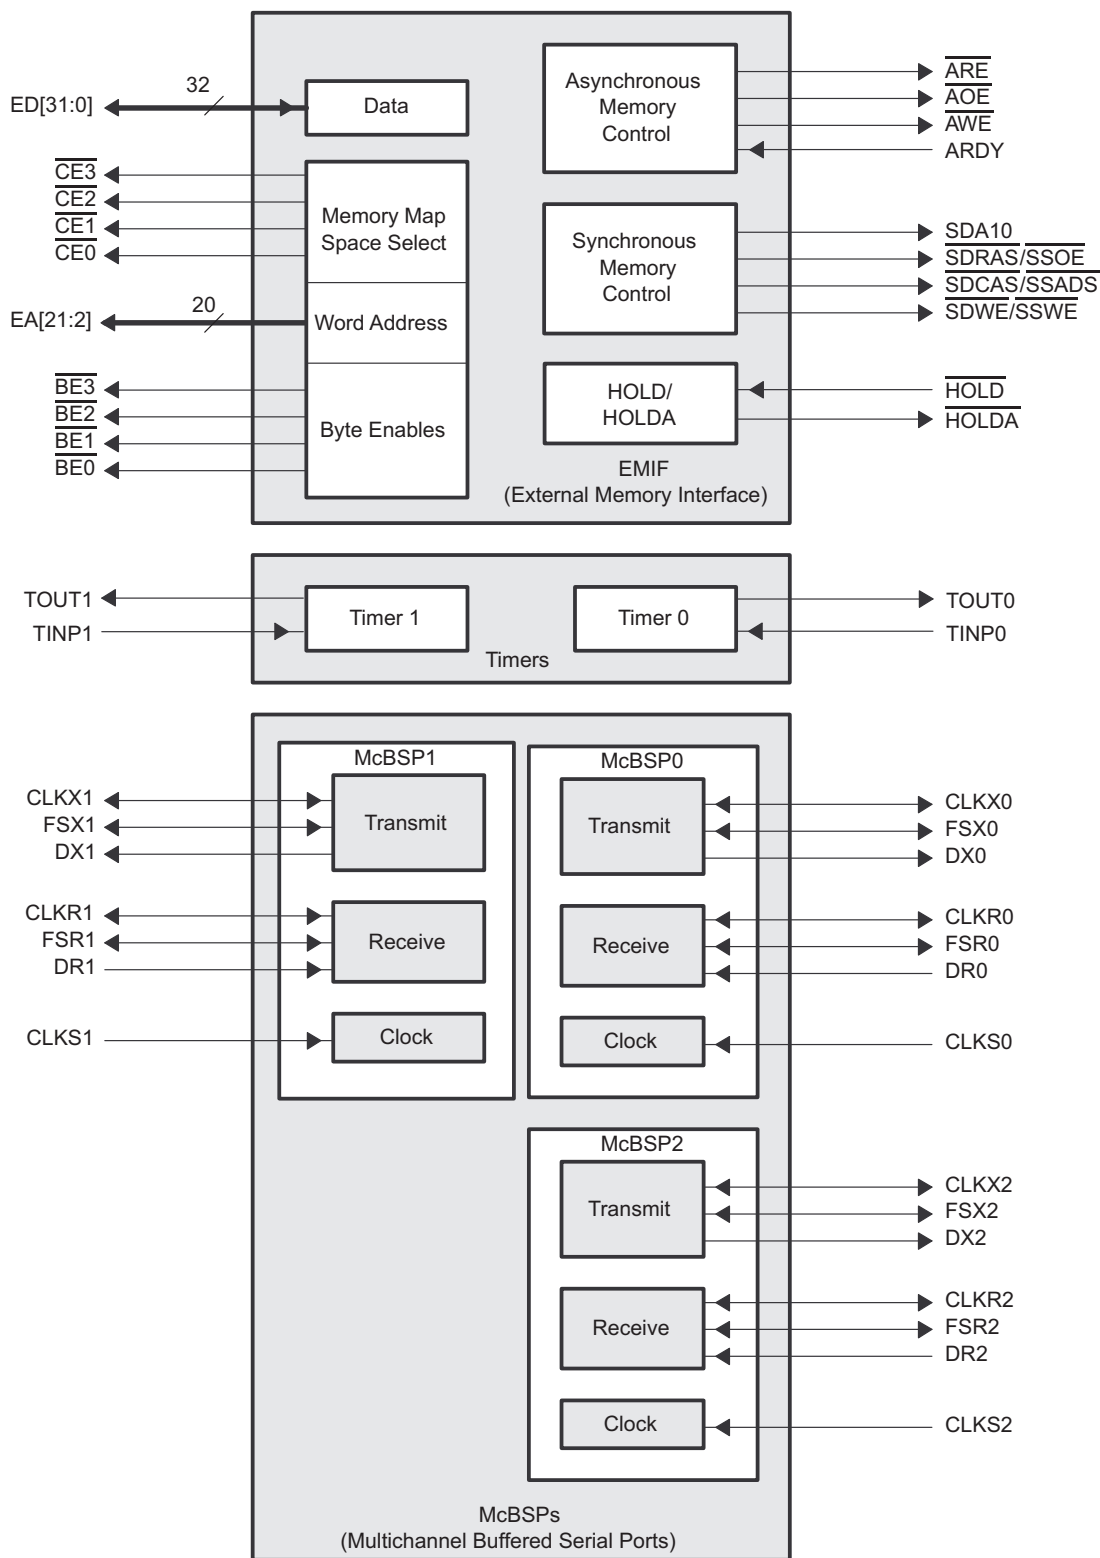 32
ED[31:0]
Data
CE3
CE2
CE1
CE0
Memory Map
Space Select
20
EA[21:2]
Word Address
BE3
BE2
BE1
BE0
Byte Enables
Asynchronous
Memory
Control
ARE
AOE
AWE
ARDY
Synchronous
Memory
Control
SDA10
SDRAS/SSOE
SDCAS/SSADS
SDWE/SSWE
HOLD/
HOLDA
HOLD
HOLDA
EMIF
(External Memory Interface)
TOUT1
TINP1
Timer 1
Timer 0
TOUT0
TINP0
Timers
McBSP1
CLKX1
FSX1
DX1
Transmit
CLKR1
FSR1
DR1
Receive
CLKS1
Clock
McBSP0
Transmit
CLKX0
FSX0
DX0
Receive
CLKR0
FSR0
DR0
Clock
CLKS0
McBSP2
Transmit
CLKX2
FSX2
DX2
Receive
CLKR2
FSR2
DR2
Clock
CLKS2
McBSPs
(Multichannel Buffered Serial Ports)